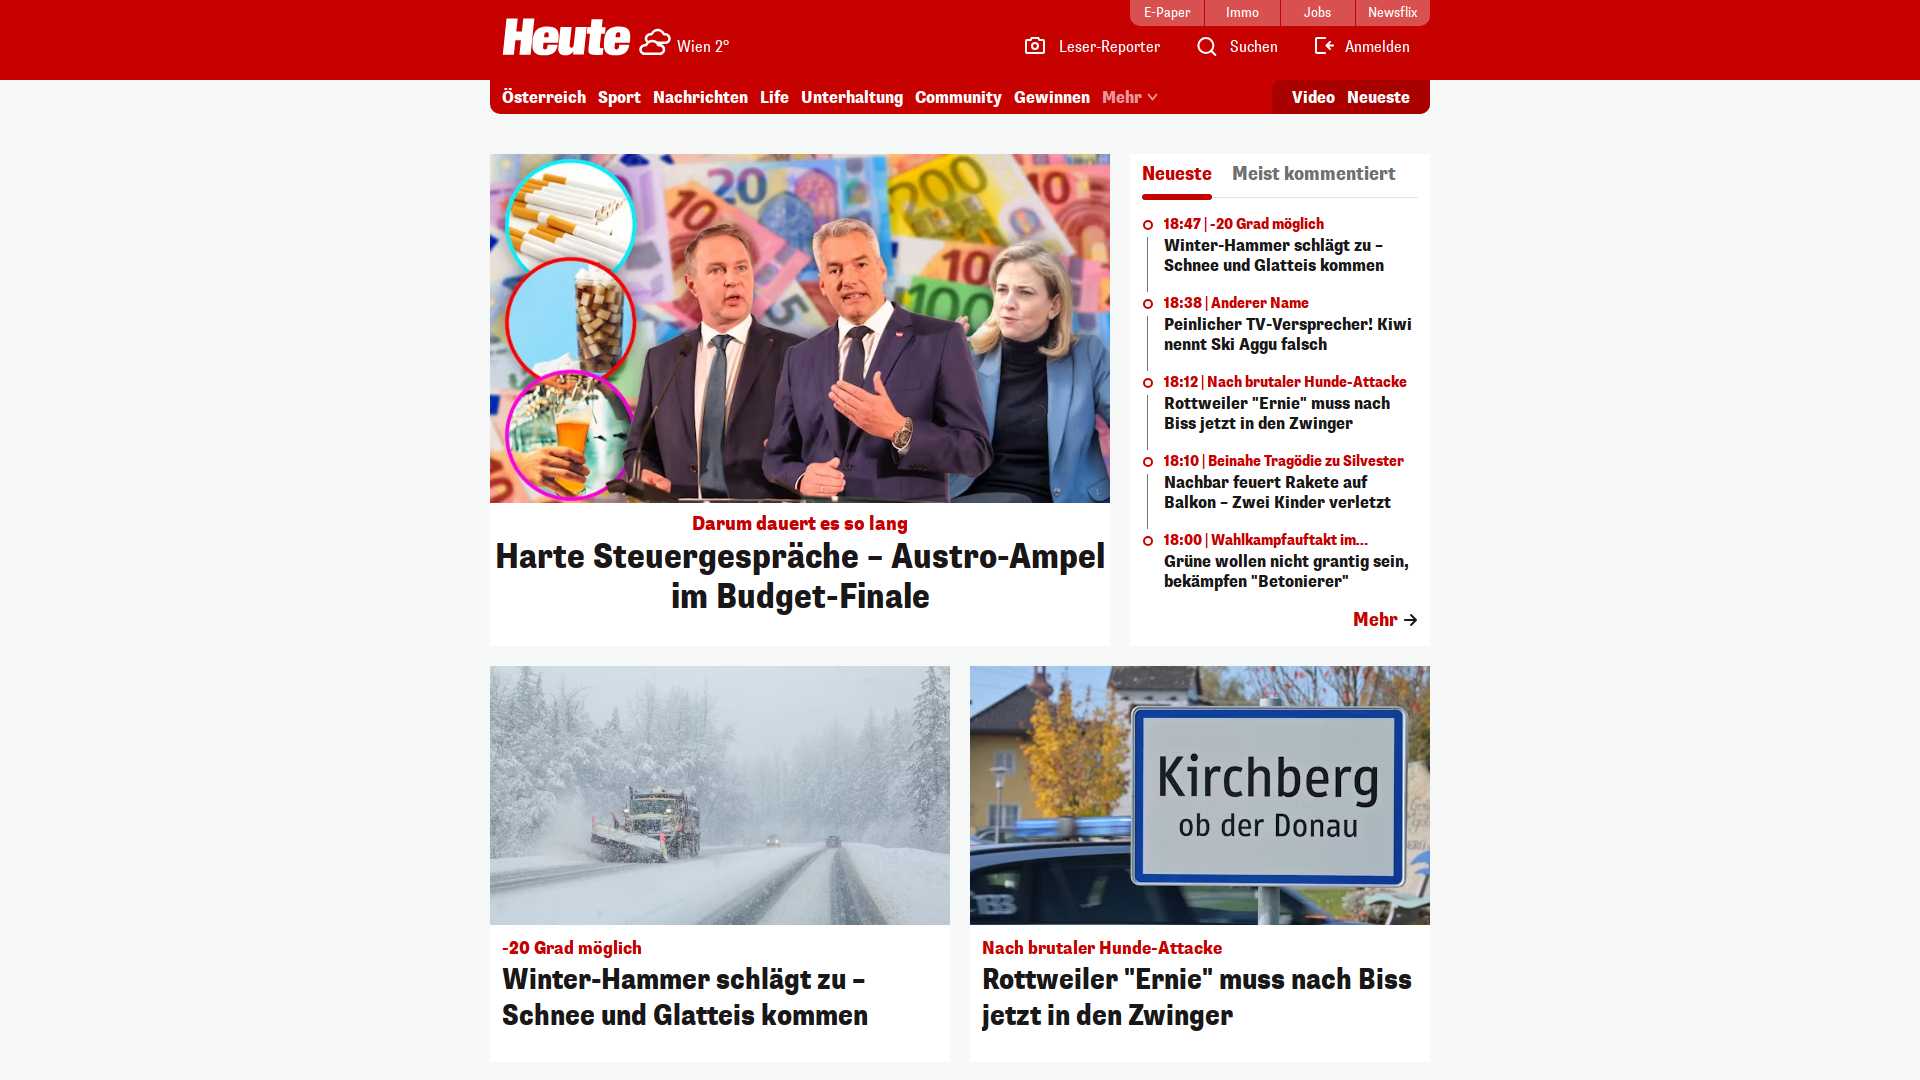 E-Paper
Immo
Jobs
Newsflix
Heute
Wien 2°
Leser-Reporter
Suchen
Anmelden
Österreich
Sport
Nachrichten
Life
Unterhaltung
Community
Gewinnen
Mehr
Video
Neueste
Darum dauert es so lang
Harte Steuergespräche – Austro-Ampel
im Budget-Finale
Neueste
Meist kommentiert
18:47 | -20 Grad möglich
Winter-Hammer schlägt zu –
Schnee und Glatteis kommen
18:38 | Anderer Name
Peinlicher TV-Versprecher! Kiwi
nennt Ski Aggu falsch
18:12 | Nach brutaler Hunde-Attacke
Rottweiler "Ernie" muss nach
Biss jetzt in den Zwinger
18:10 | Beinahe Tragödie zu Silvester
Nachbar feuert Rakete auf
Balkon – Zwei Kinder verletzt
18:00 | Wahlkampfauftakt im...
Grüne wollen nicht grantig sein,
bekämpfen "Betonierer"
Mehr
-20 Grad möglich
Winter-Hammer schlägt zu –
Schnee und Glatteis kommen
Kirchberg
ob der Donau
Nach brutaler Hunde-Attacke
Rottweiler "Ernie" muss nach Biss
jetzt in den Zwinger